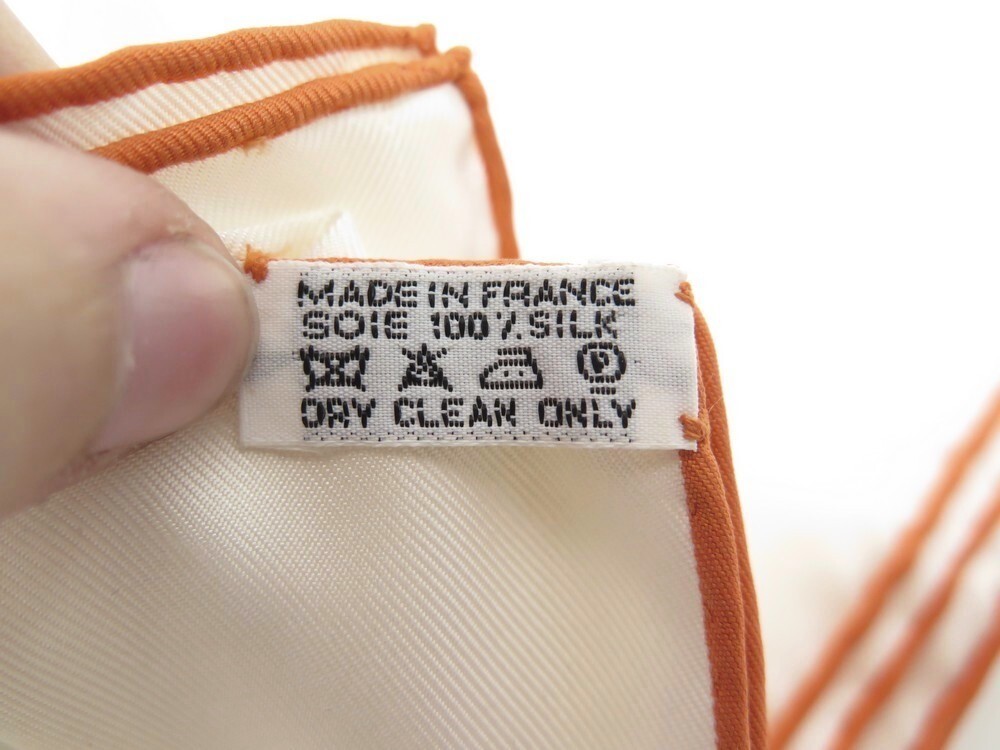 MADE IN FRANCE
SOIE 100% SILK
P
DRY CLEAN ONLY